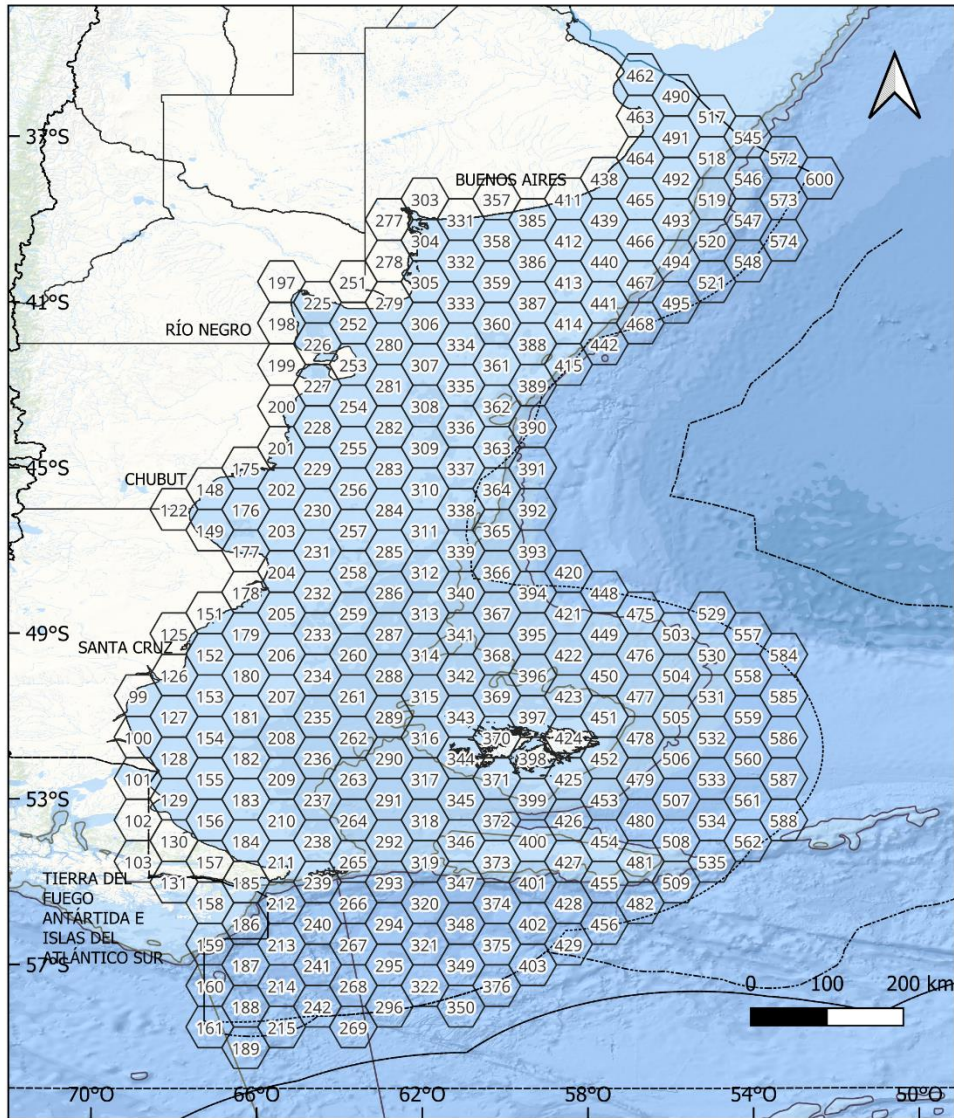 462
490
463 517
37°S 491 545
464 518 572
BUENOS AIRES 438 492 546 600
303 357 411 465 519 573
277 331 385 439 493 547
304 358 412 466 520 574
278 332 386 440 494 548
197 251 305 359 413 467 521
41°S 225 279 333 387 441 495
RÍO NEGRO 198 252 306 360 414 468
226 280 334 388 442
199 253 307 361 415
227 281 335 389
200 254 308 362
228 282 336 390
201 255 309 363
45°S 175 229 283 337 391
CHUBUT 148 202 256 310 364
122 176 230 284 338 392
149 203 257 311 365
177 231 285 339 393
204 258 312 366 420
178 232 286 340 394 448
151 205 259 313 367 421 475 529
49°S 125 179 233 287 341 395 449 503 557
SANTA CRUZ 152 206 260 314 368 422 476 530 584
126 180 234 288 342 396 450 504 558
99 153 207 261 315 369 423 477 531 585
127 181 235 289 343 397 451 505 559
100 154 208 262 316 370 424 478 532 586
128 182 236 290 344 398 452 506 560
101 155 209 263 317 371 425 479 533 587
53°S 129 183 237 291 345 399 453 507 561
102 156 210 264 318 372 426 480 534 588
130 184 238 292 346 400 454 508 562
103 157 211 265 319 373 427 481 535
TIERRA DEL 131 185 239 293 347 401 455 509
FUEGO 158 212 266 320 374 428 482
ANTÁRTIDA E 186 240 294 348 402 456
ISLAS DEL 159 213 267 321 375 429
ATLÁNTICO SUR
57°S 187 241 295 349 403
160 214 268 322 376 0 100 200 km
188 242 296 350
161 215 269
189
70°O 66°O 62°O 58°O 54°O 50°O